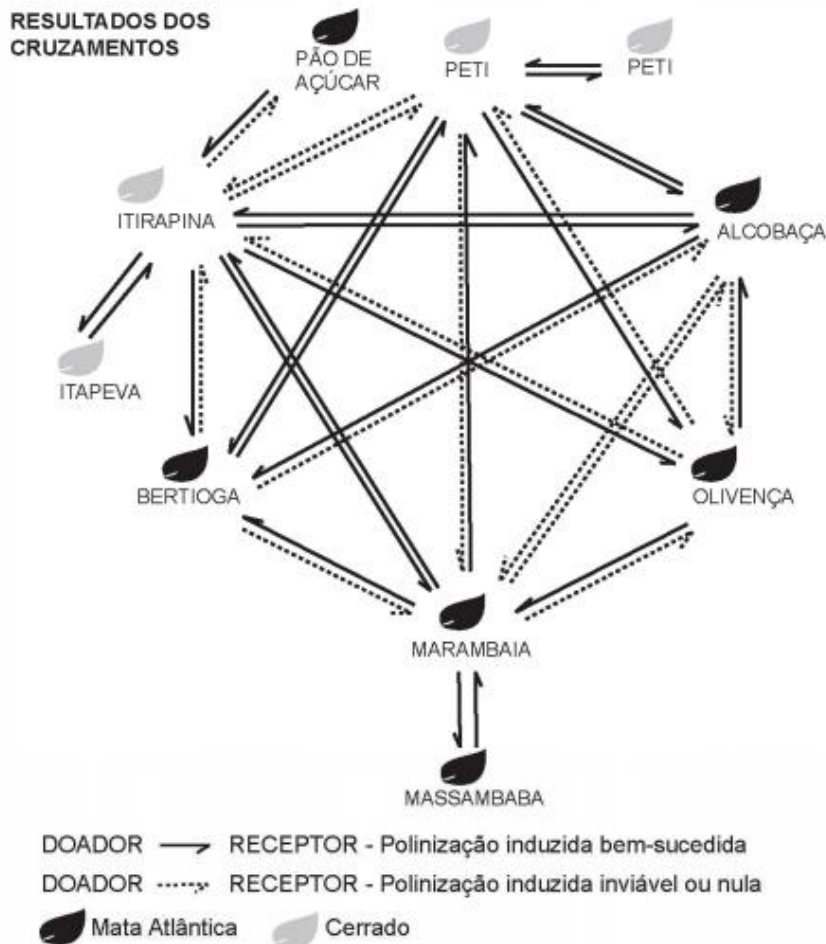 RESULTADOS DOS
CRUZAMENTOS
PÃO DE
AÇÚCAR
PETI
PETI
ITIRAPINA
ALCOBAÇA
ITAPEVA
BERTIOGA
OLIVENÇA
MARAMBAIA
MASSAMBABA
DOADOR RECEPTOR - Polinização induzida bem-sucedida
DOADOR RECEPTOR - Polinização induzida inviável ou nula
Mata Atlântica Cerrado